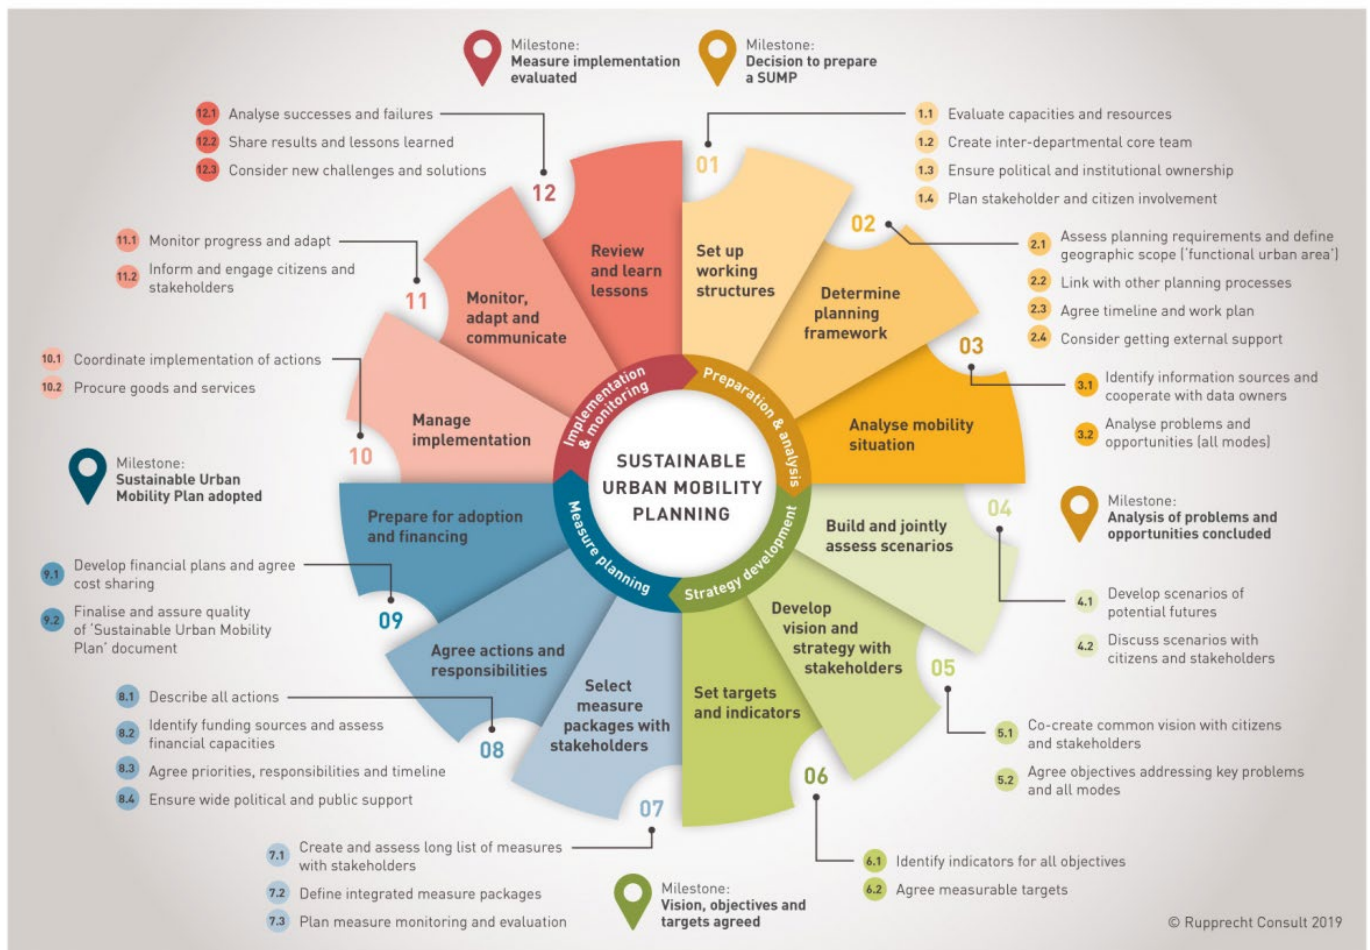 Milestone:
Measure implementation
evaluated
Milestone:
Decision to prepare
a SUMP
12.1 Analyse successes and failures
12.2 Share results and lessons learned
12.3 Consider new challenges and solutions
1.1 Evaluate capacities and resources
1.2 Create inter-departmental core team
1.3 Ensure political and institutional ownership
1.4 Plan stakeholder and citizen involvement
01
Set up
working
structures
02
Determine
planning
framework
2.1 Assess planning requirements and define
geographic scope ('functional urban area')
2.2 Link with other planning processes
2.3 Agree timeline and work plan
2.4 Consider getting external support
03
Analyse mobility
situation
3.1 Identify information sources and
cooperate with data owners
3.2 Analyse problems and
opportunities (all modes)
Milestone:
Analysis of problems and
opportunities concluded
04
Build and jointly
assess scenarios
4.1 Develop scenarios of
potential futures
4.2 Discuss scenarios with
citizens and stakeholders
05
Develop
vision and
strategy with
stakeholders
5.1 Co-create common vision with citizens
and stakeholders
5.2 Agree objectives addressing key problems
and all modes
06
Set targets
and indicators
6.1 Identify indicators for all objectives
6.2 Agree measurable targets
Milestone:
Vision, objectives and
targets agreed
07
Select
measure
packages with
stakeholders
7.1 Create and assess long list of measures
with stakeholders
7.2 Define integrated measure packages
7.3 Plan measure monitoring and evaluation
08
Agree actions and
responsibilities
8.1 Describe all actions
8.2 Identify funding sources and assess
financial capacities
8.3 Agree priorities, responsibilities and timeline
8.4 Ensure wide political and public support
09
Prepare for adoption
and financing
9.1 Develop financial plans and agree
cost sharing
9.2 Finalise and assure quality
of 'Sustainable Urban Mobility
Plan' document
Milestone:
Sustainable Urban
Mobility Plan adopted
10
Manage
implementation
10.1 Coordinate implementation of actions
10.2 Procure goods and services
11
Monitor,
adapt and
communicate
11.1 Monitor progress and adapt
11.2 Inform and engage citizens and
stakeholders
12
Review
and learn
lessons
Implementation
& monitoring
Preparation & analysis
Strategy development
Measure planning
SUSTAINABLE
URBAN MOBILITY
PLANNING
© Rupprecht Consult 2019